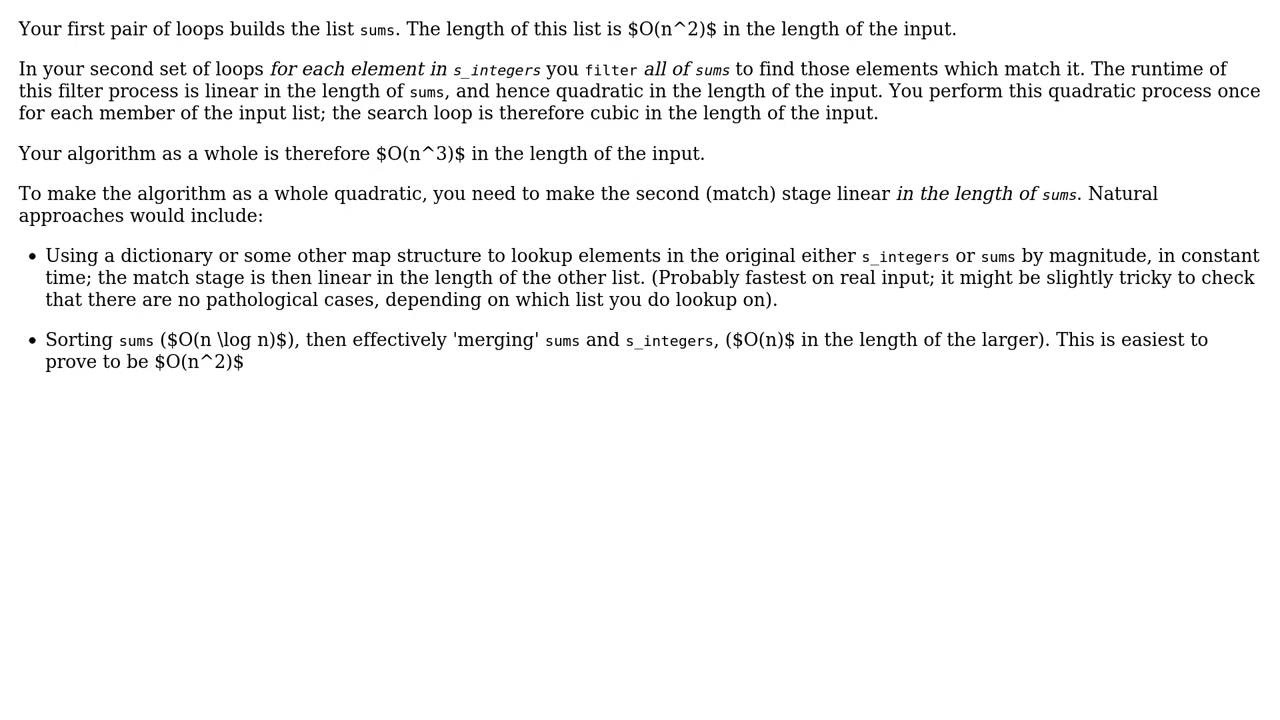 Your first pair of loops builds the list sums. The length of this list is $O(n^2)$ in the length of the input.
In your second set of loops for each element in s_integers you filter all of sums to find those elements which match it. The runtime of
this filter process is linear in the length of sums, and hence quadratic in the length of the input. You perform this quadratic process once
for each member of the input list; the search loop is therefore cubic in the length of the input.
Your algorithm as a whole is therefore $O(n^3)$ in the length of the input.
To make the algorithm as a whole quadratic, you need to make the second (match) stage linear in the length of sums. Natural
approaches would include:
• Using a dictionary or some other map structure to lookup elements in the original either s_integers or sums by magnitude, in constant
time; the match stage is then linear in the length of the other list. (Probably fastest on real input; it might be slightly tricky to check
that there are no pathological cases, depending on which list you do lookup on).
• Sorting sums ($O(n \log n)$), then effectively 'merging' sums and s_integers, ($O(n)$ in the length of the larger). This is easiest to
prove to be $O(n^2)$